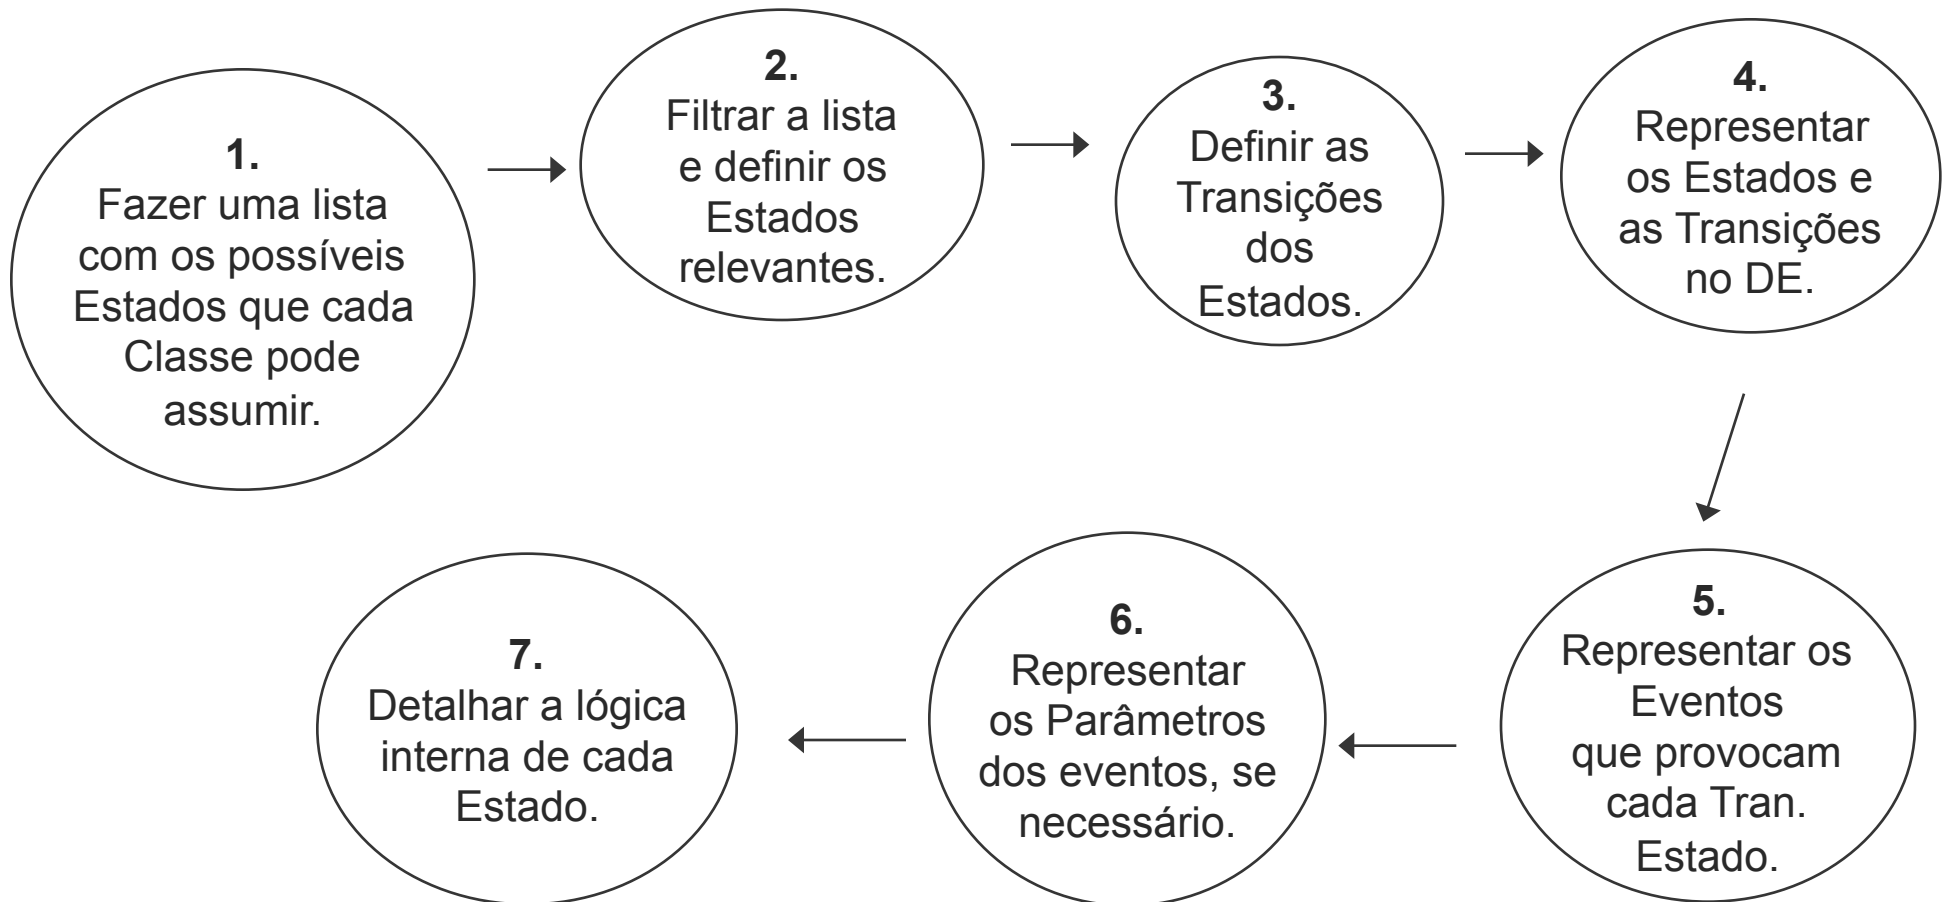 1.
Fazer uma lista
com os possíveis
Estados que cada
Classe pode
assumir.
2.
Filtrar a lista
e definir os
Estados
relevantes.
3.
Definir as
Transições
dos
Estados.
4.
Representar
os Estados e
as Transições
no DE.
5.
Representar os
Eventos
que provocam
cada Tran.
Estado.
6.
Representar
os Parâmetros
dos eventos, se
necessário.
7.
Detalhar a lógica
interna de cada
Estado.